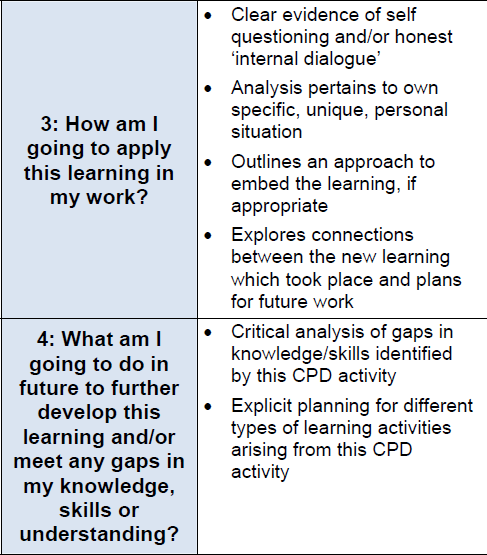 3: How am I
going to apply
this learning in
my work?
• Clear evidence of self
questioning and/or honest
‘internal dialogue’
• Analysis pertains to own
specific, unique, personal
situation
• Outlines an approach to
embed the learning, if
appropriate
• Explores connections
between the new learning
which took place and plans
for future work
4: What am I
going to do in
future to further
develop this
learning and/or
meet any gaps in
my knowledge,
skills or
understanding?
• Critical analysis of gaps in
knowledge/skills identified
by this CPD activity
• Explicit planning for different
types of learning activities
arising from this CPD
activity